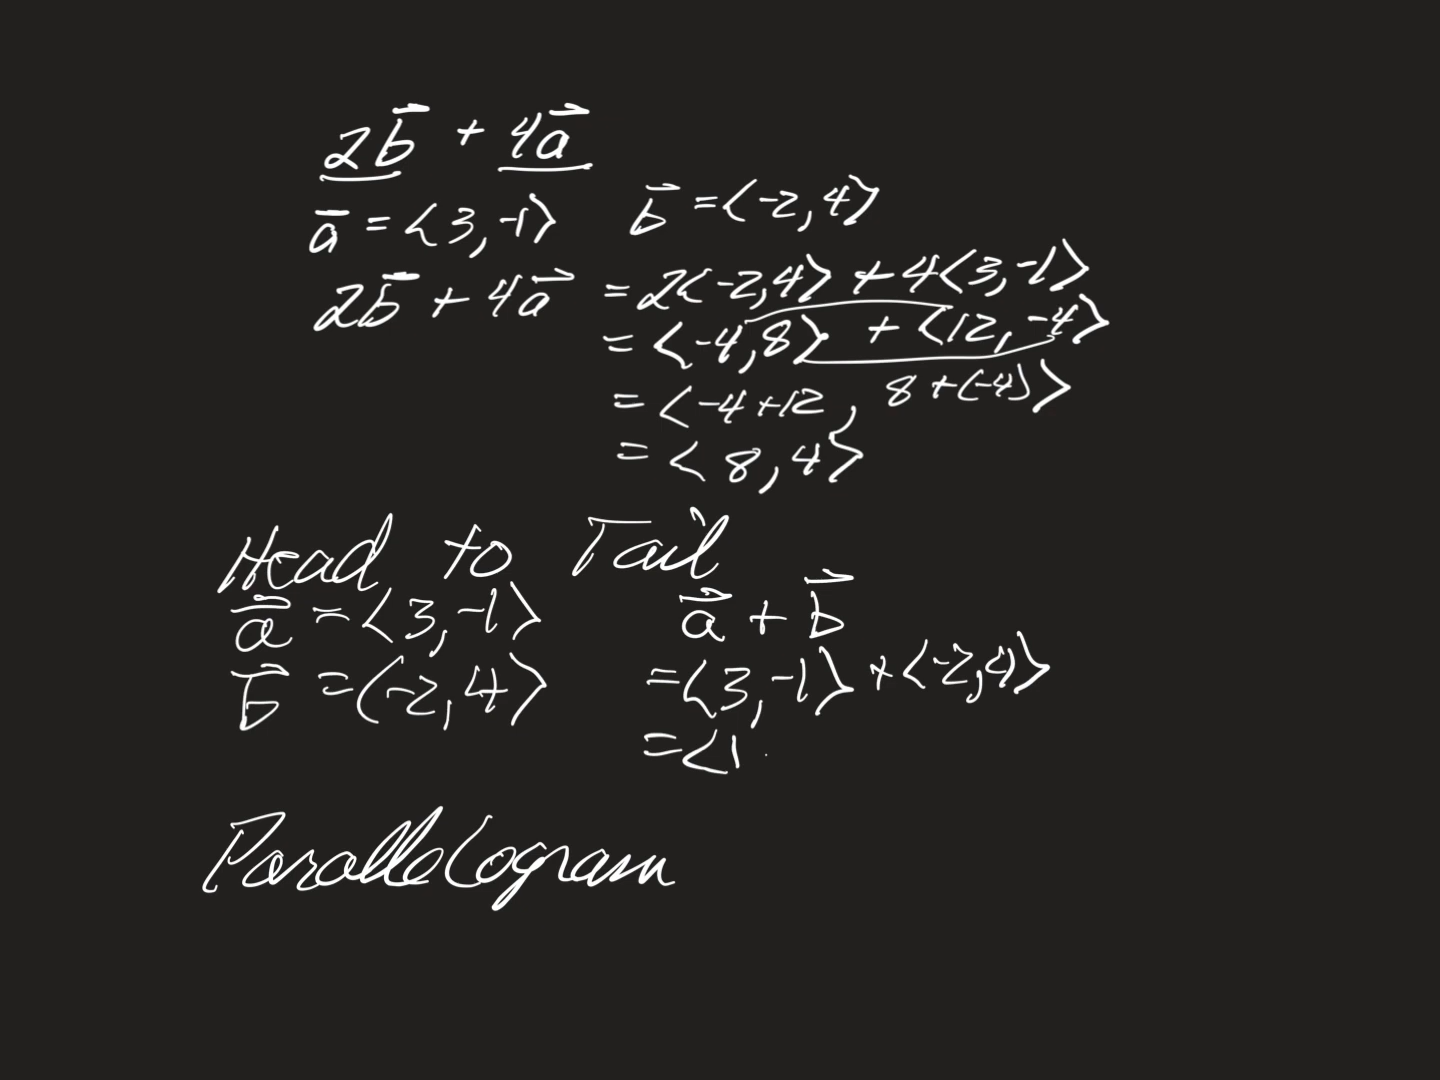 2b⃗ + 4a⃗
a⃗ = ⟨3, -1⟩ b⃗ = ⟨-2, 4⟩
2b⃗ + 4a⃗ = 2⟨-2, 4⟩ + 4⟨3, -1⟩
= ⟨-4, 8⟩ + ⟨12, -4⟩
= ⟨-4 + 12, 8 + (-4)⟩
= ⟨8, 4⟩
Head to Tail
a⃗ = ⟨3, -1⟩ a⃗ + b⃗
b⃗ = ⟨-2, 4⟩ = ⟨3, -1⟩ + ⟨-2, 4⟩
= ⟨1
Parallelogram